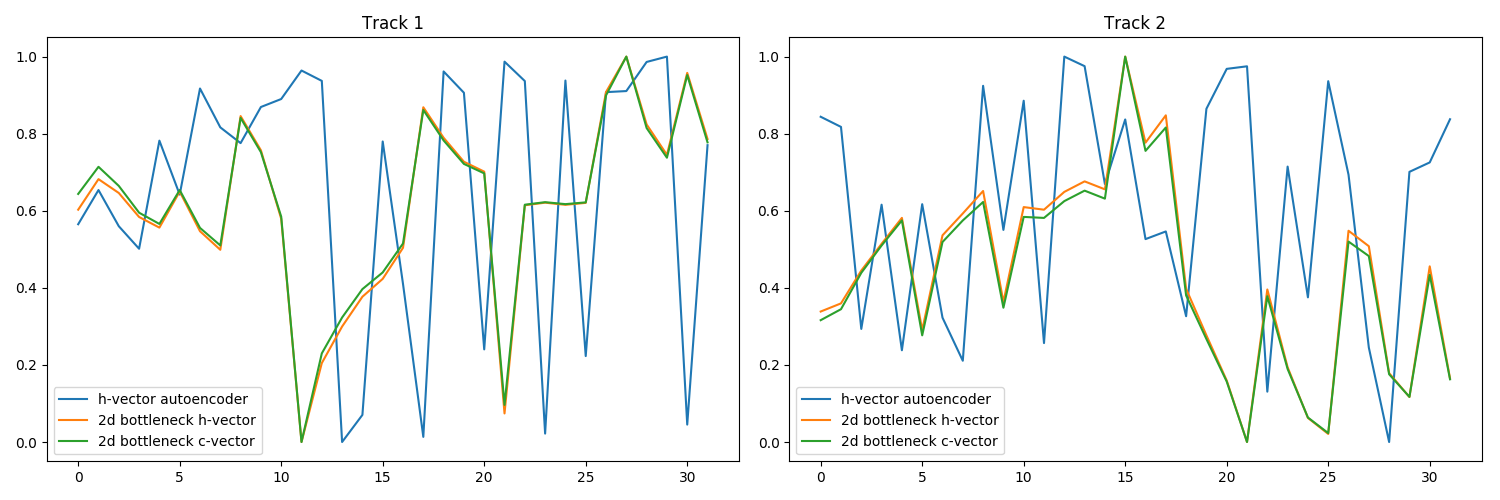 Track 1
1.0
0.8
0.6
0.4
0.2
0.0
h-vector autoencoder
2d bottleneck h-vector
2d bottleneck c-vector
0 5 10 15 20 25 30
Track 2
1.0
0.8
0.6
0.4
0.2
0.0
h-vector autoencoder
2d bottleneck h-vector
2d bottleneck c-vector
0 5 10 15 20 25 30